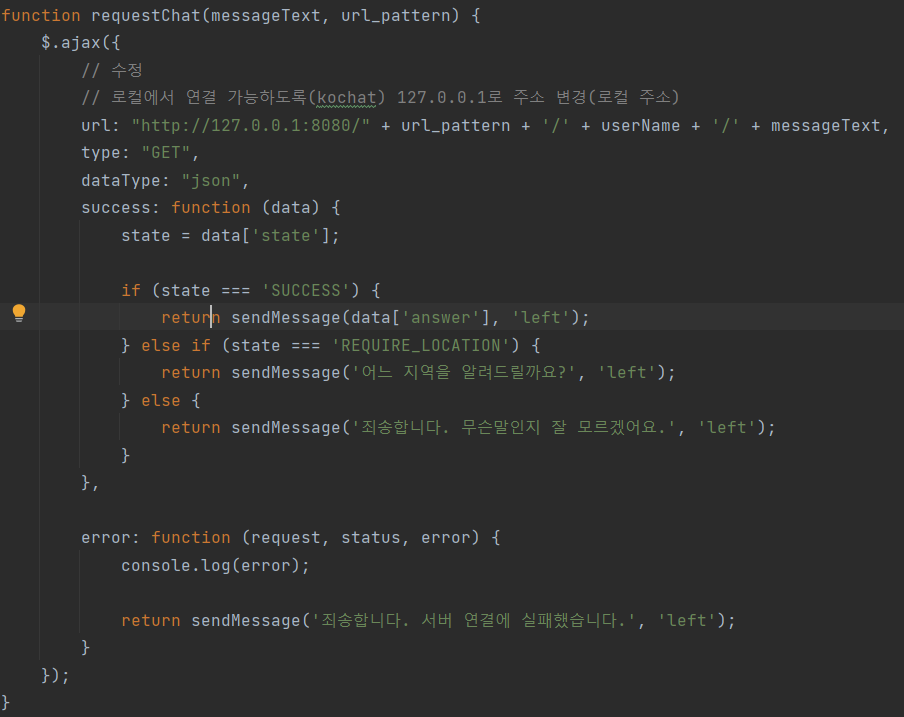 function requestChat(messageText, url_pattern) {
    $.ajax({
        // 수정
        // 로컬에서 연결 가능하도록(kochat) 127.0.0.1로 주소 변경(로컬 주소)
        url: "http://127.0.0.1:8080/" + url_pattern + '/' + userName + '/' + messageText,
        type: "GET",
        dataType: "json",
        success: function (data) {
            state = data['state'];
            if (state === 'SUCCESS') {
                return sendMessage(data['answer'], 'left');
            } else if (state === 'REQUIRE_LOCATION') {
                return sendMessage('어느 지역을 알려드릴까요?', 'left');
            } else {
                return sendMessage('죄송합니다. 무슨말인지 잘 모르겠어요.', 'left');
            }
        },
        error: function (request, status, error) {
            console.log(error);
            return sendMessage('죄송합니다. 서버 연결에 실패했습니다.', 'left');
        }
    });
}